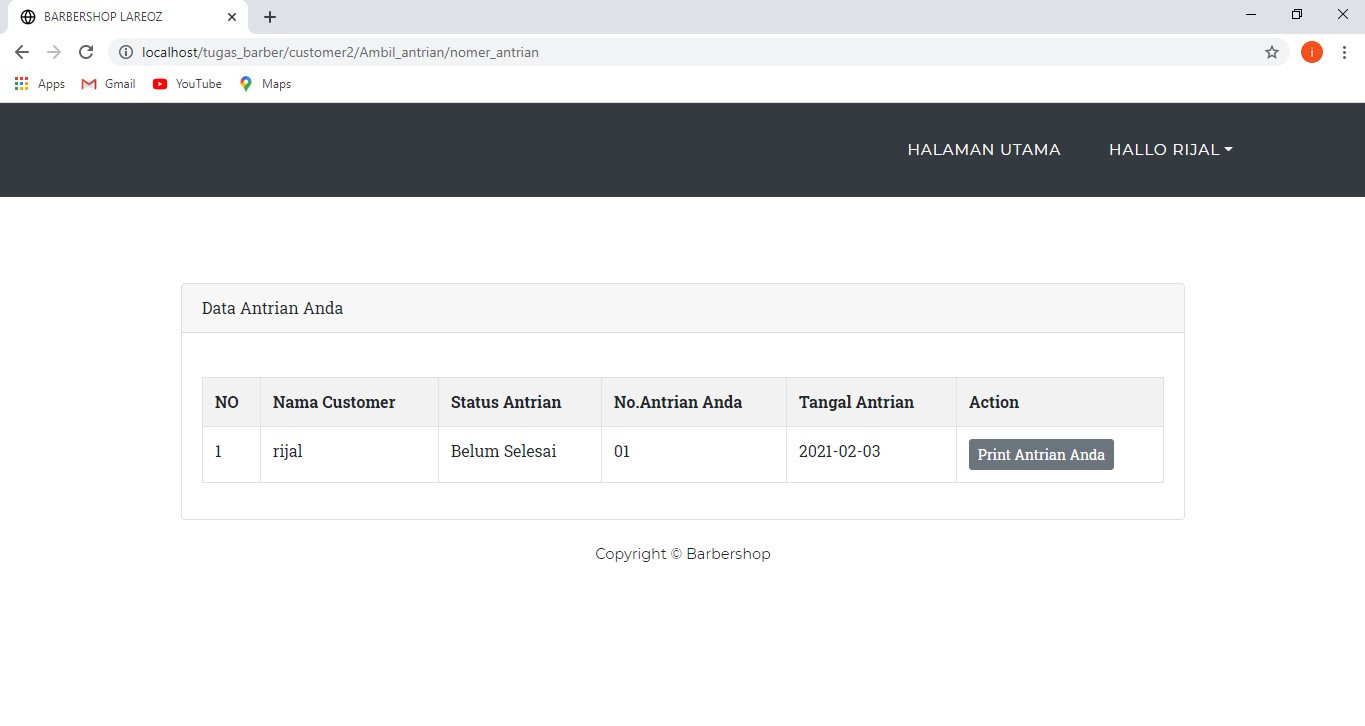 BARBERSHOP LAREOZ
localhost/tugas_barber/customer2/Ambil_antrian/nomer_antrian
i
Apps Gmail YouTube Maps
HALAMAN UTAMA HALLO RIJAL
Data Antrian Anda
NO Nama Customer Status Antrian No.Antrian Anda Tangal Antrian Action
1 rijal Belum Selesai 01 2021-02-03 Print Antrian Anda
Copyright © Barbershop